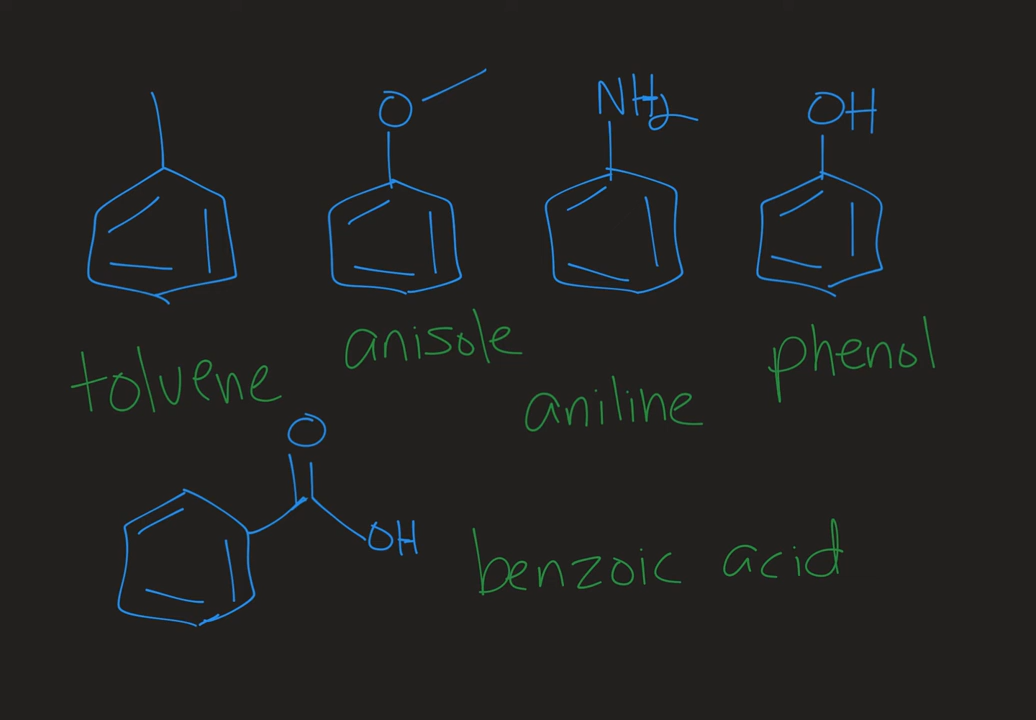 O NH2 OH
toluene anisole aniline phenol
O
OH
benzoic acid